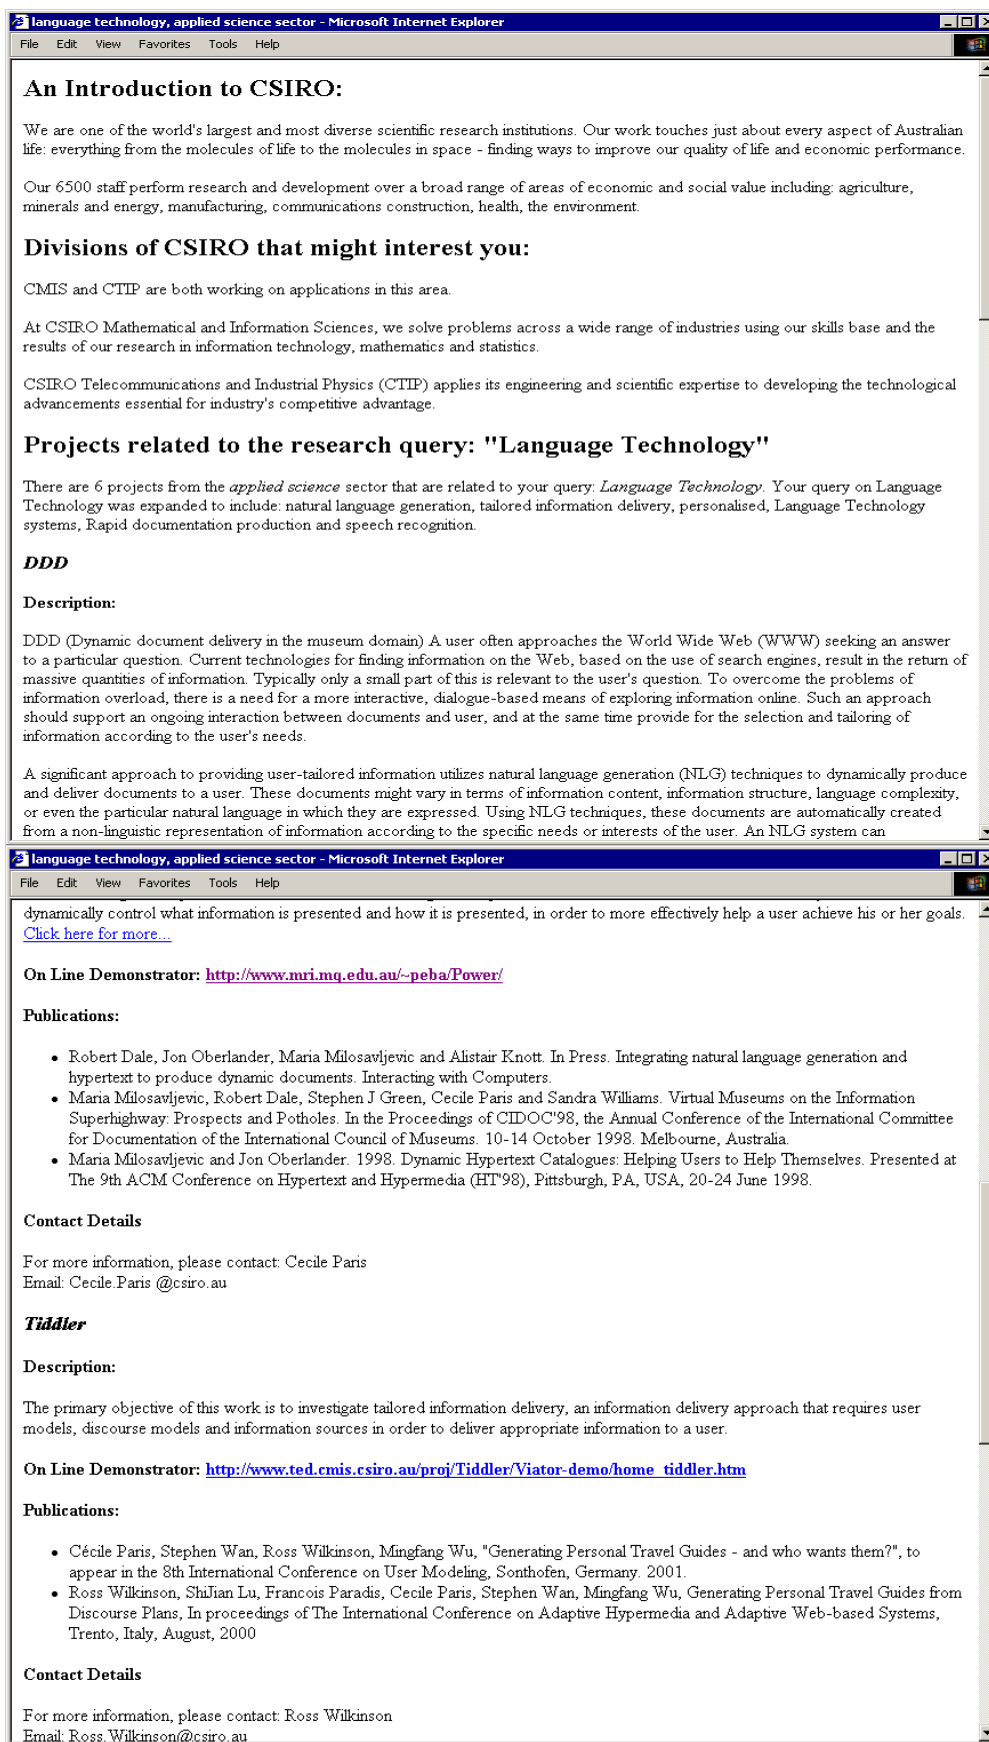 language technology, applied science sector - Microsoft Internet Explorer
File Edit View Favorites Tools Help
An Introduction to CSIRO:
We are one of the world's largest and most diverse scientific research institutions. Our work touches just about every aspect of Australian
life: everything from the molecules of life to the molecules in space - finding ways to improve our quality of life and economic performance.
Our 6500 staff perform research and development over a broad range of areas of economic and social value including: agriculture,
minerals and energy, manufacturing, communications construction, health, the environment.
Divisions of CSIRO that might interest you:
CMIS and CTIP are both working on applications in this area.
At CSIRO Mathematical and Information Sciences, we solve problems across a wide range of industries using our skills base and the
results of our research in information technology, mathematics and statistics.
CSIRO Telecommunications and Industrial Physics (CTIP) applies its engineering and scientific expertise to developing the technological
advancements essential for industry's competitive advantage.
Projects related to the research query: "Language Technology"
There are 6 projects from the applied science sector that are related to your query: Language Technology. Your query on Language
Technology was expanded to include: natural language generation, tailored information delivery, personalised, Language Technology
systems, Rapid documentation production and speech recognition.
DDD
Description:
DDD (Dynamic document delivery in the museum domain) A user often approaches the World Wide Web (WWW) seeking an answer
to a particular question. Current technologies for finding information on the Web, based on the use of search engines, result in the return of
massive quantities of information. Typically only a small part of this is relevant to the user's question. To overcome the problems of
information overload, there is a need for a more interactive, dialogue-based means of exploring information online. Such an approach
should support an ongoing interaction between documents and user, and at the same time provide for the selection and tailoring of
information according to the user's needs.
A significant approach to providing user-tailored information utilizes natural language generation (NLG) techniques to dynamically produce
and deliver documents to a user. These documents might vary in terms of information content, information structure, language complexity,
or even the particular natural language in which they are expressed. Using NLG techniques, these documents are automatically created
from a non-linguistic representation of information according to the specific needs or interests of the user. An NLG system can
language technology, applied science sector - Microsoft Internet Explorer
File Edit View Favorites Tools Help
dynamically control what information is presented and how it is presented, in order to more effectively help a user achieve his or her goals.
Click here for more...
On Line Demonstrator: http://www.mri.mq.edu.au/~peba/Power/
Publications:
• Robert Dale, Jon Oberlander, Maria Milosavljevic and Alistair Knott. In Press. Integrating natural language generation and
hypertext to produce dynamic documents. Interacting with Computers.
• Maria Milosavljevic, Robert Dale, Stephen J Green, Cecile Paris and Sandra Williams. Virtual Museums on the Information
Superhighway: Prospects and Potholes. In the Proceedings of CIDOC'98, the Annual Conference of the International Committee
for Documentation of the International Council of Museums. 10-14 October 1998. Melbourne, Australia.
• Maria Milosavljevic and Jon Oberlander. 1998. Dynamic Hypertext Catalogues: Helping Users to Help Themselves. Presented at
The 9th ACM Conference on Hypertext and Hypermedia (HT'98), Pittsburgh, PA, USA, 20-24 June 1998.
Contact Details
For more information, please contact: Cecile Paris
Email: Cecile.Paris @csiro.au
Tiddler
Description:
The primary objective of this work is to investigate tailored information delivery, an information delivery approach that requires user
models, discourse models and information sources in order to deliver appropriate information to a user.
On Line Demonstrator: http://www.ted.cmis.csiro.au/proj/Tiddler/Viator-demo/home_tiddler.htm
Publications:
• Cécile Paris, Stephen Wan, Ross Wilkinson, Mingfang Wu, "Generating Personal Travel Guides - and who wants them?", to
appear in the 8th International Conference on User Modeling, Sonthofen, Germany. 2001.
• Ross Wilkinson, ShiJian Lu, Francois Paradis, Cecile Paris, Stephen Wan, Mingfang Wu, Generating Personal Travel Guides from
Discourse Plans, In proceedings of The International Conference on Adaptive Hypermedia and Adaptive Web-based Systems,
Trento, Italy, August, 2000
Contact Details
For more information, please contact: Ross Wilkinson
Email: Ross.Wilkinson@csiro.au